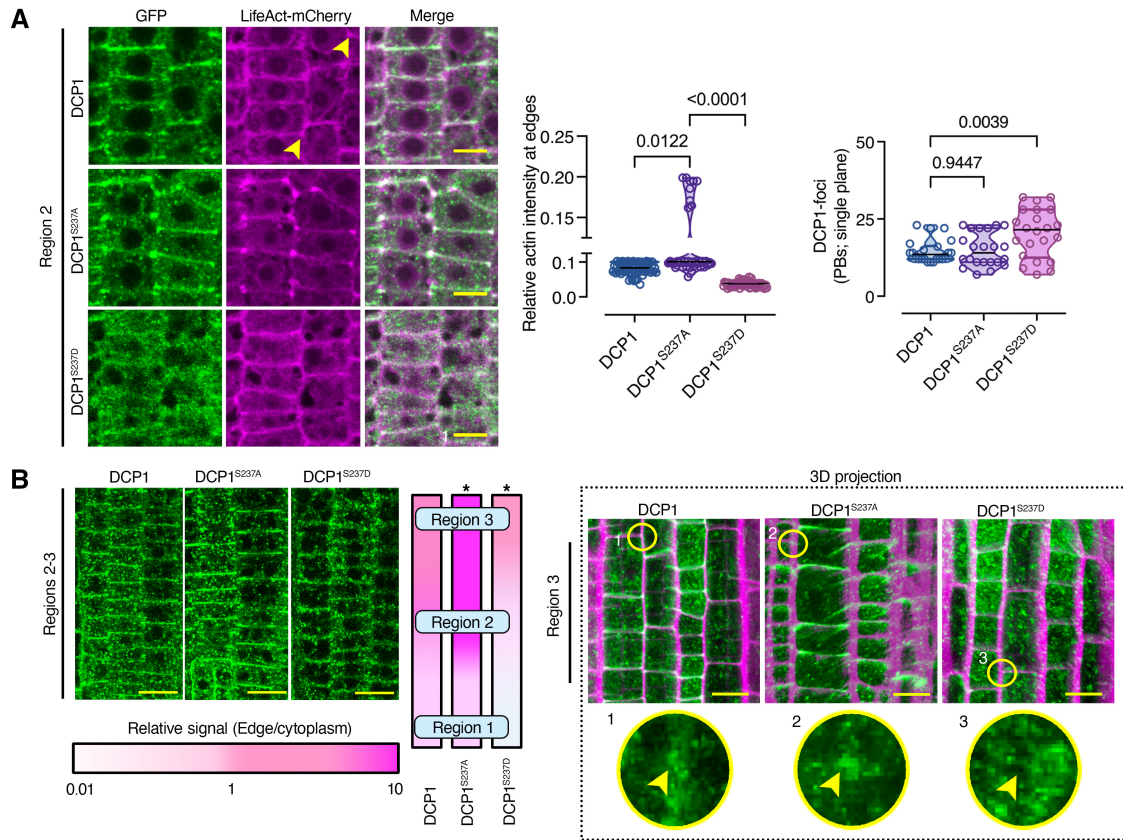 A
GFP
LifeAct-mCherry
Merge
Region 2
DCP1
DCP1S237A
DCP1S237D
1
Relative actin intensity at edges
0.25
0.20
0.15
0.1
0.0
0.0122
<0.0001
DCP1
DCP1S237A
DCP1S237D
DCP1-foci
(PBs; single plane)
50
25
0
0.0039
0.9447
DCP1
DCP1S237A
DCP1S237D
B
DCP1
DCP1S237A
DCP1S237D
Regions 2-3
* *
Region 3
Region 2
Region 1
DCP1
DCP1S237A
DCP1S237D
Relative signal (Edge/cytoplasm)
0.01 1 10
3D projection
DCP1
DCP1S237A
DCP1S237D
Region 3
1
2
3
1
2
3